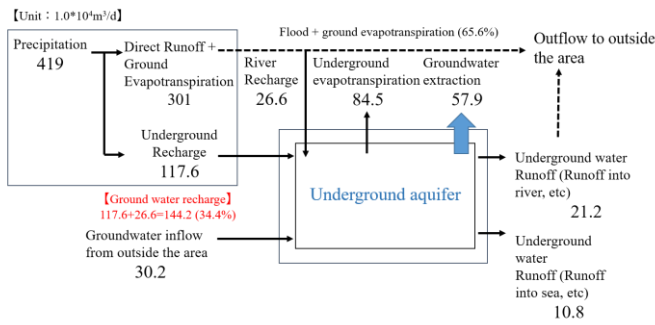 【Unit：1.0*10⁴m³/d】
Precipitation
419
Direct Runoff +
Ground
Evapotranspiration
301
Flood + ground evapotranspiration (65.6%)
River
Recharge
26.6
Underground
evapotranspiration
84.5
Groundwater
extraction
57.9
Outflow to outside
the area
Underground
Recharge
117.6
【Ground water recharge】
117.6+26.6=144.2 (34.4%)
Groundwater inflow
from outside the area
30.2
Underground aquifer
Underground water
Runoff (Runoff into
river, etc)
21.2
Underground
water
Runoff (Runoff
into sea, etc)
10.8